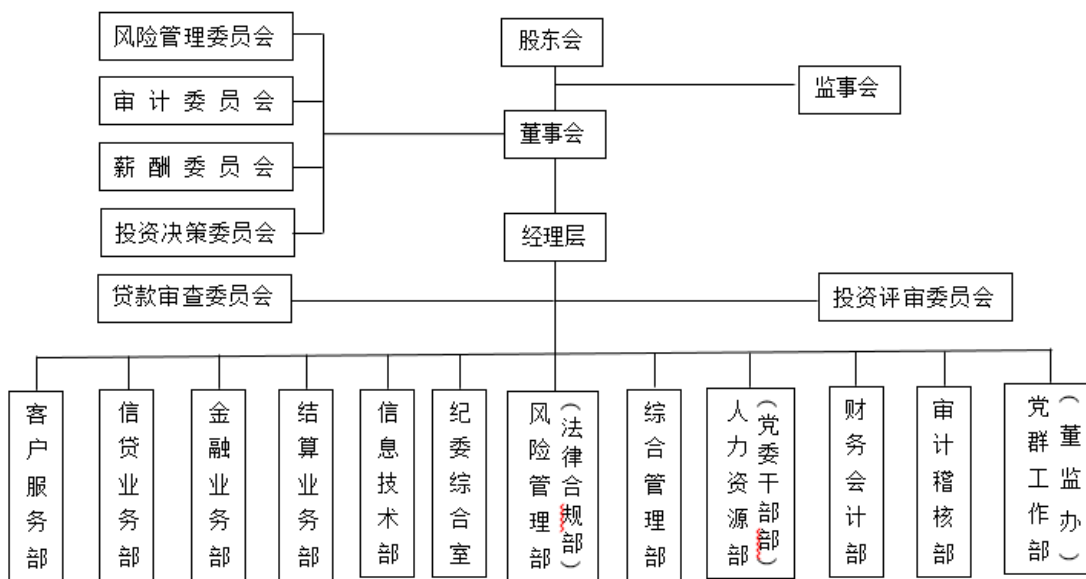 风险管理委员会
股东会
监事会
审计委员会
董事会
薪酬委员会
投资决策委员会
经理层
贷款审查委员会
投资评审委员会
客户服务部
信贷业务部
金融业务部
结算业务部
信息技术部
纪委综合室
风险管理部
（法律合规部）
综合管理部
人力资源部
（党委干部部）
财务会计部
审计稽核部
党群工作部
（董监办）